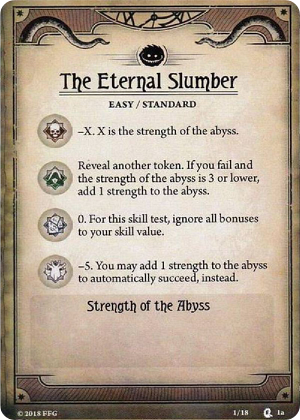 The Eternal Slumber
EASY / STANDARD
–X. X is the strength of the abyss.
Reveal another token. If you fail and
the strength of the abyss is 3 or lower,
add 1 strength to the abyss.
0. For this skill test, ignore all bonuses
to your skill value.
–5. You may add 1 strength to the abyss
to automatically succeed, instead.
Strength of the Abyss
© 2018 FFG
1/18
1a